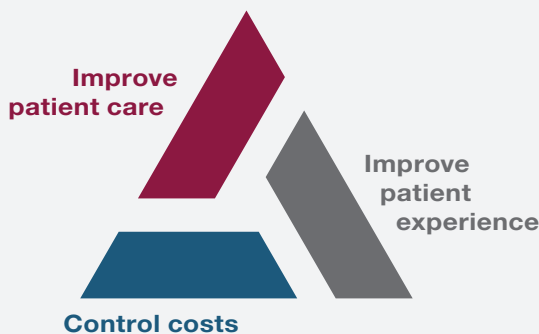 Improve
patient care
Improve
patient
experience
Control costs